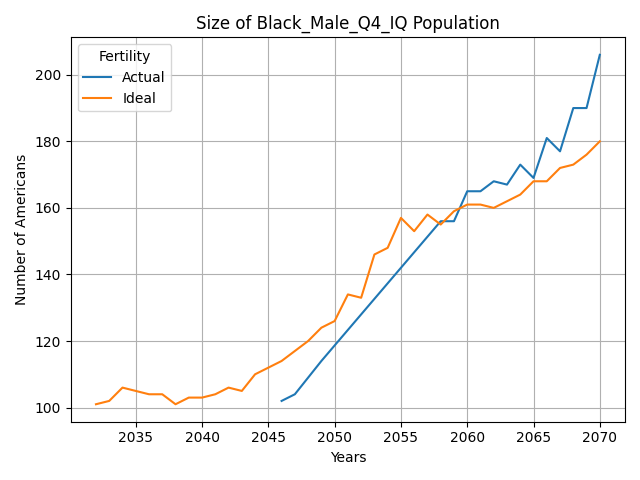 Size of Black_Male_Q4_IQ Population
Fertility
Actual
Ideal
Number of Americans
200
180
160
140
120
100
2035 2040 2045 2050 2055 2060 2065 2070
Years